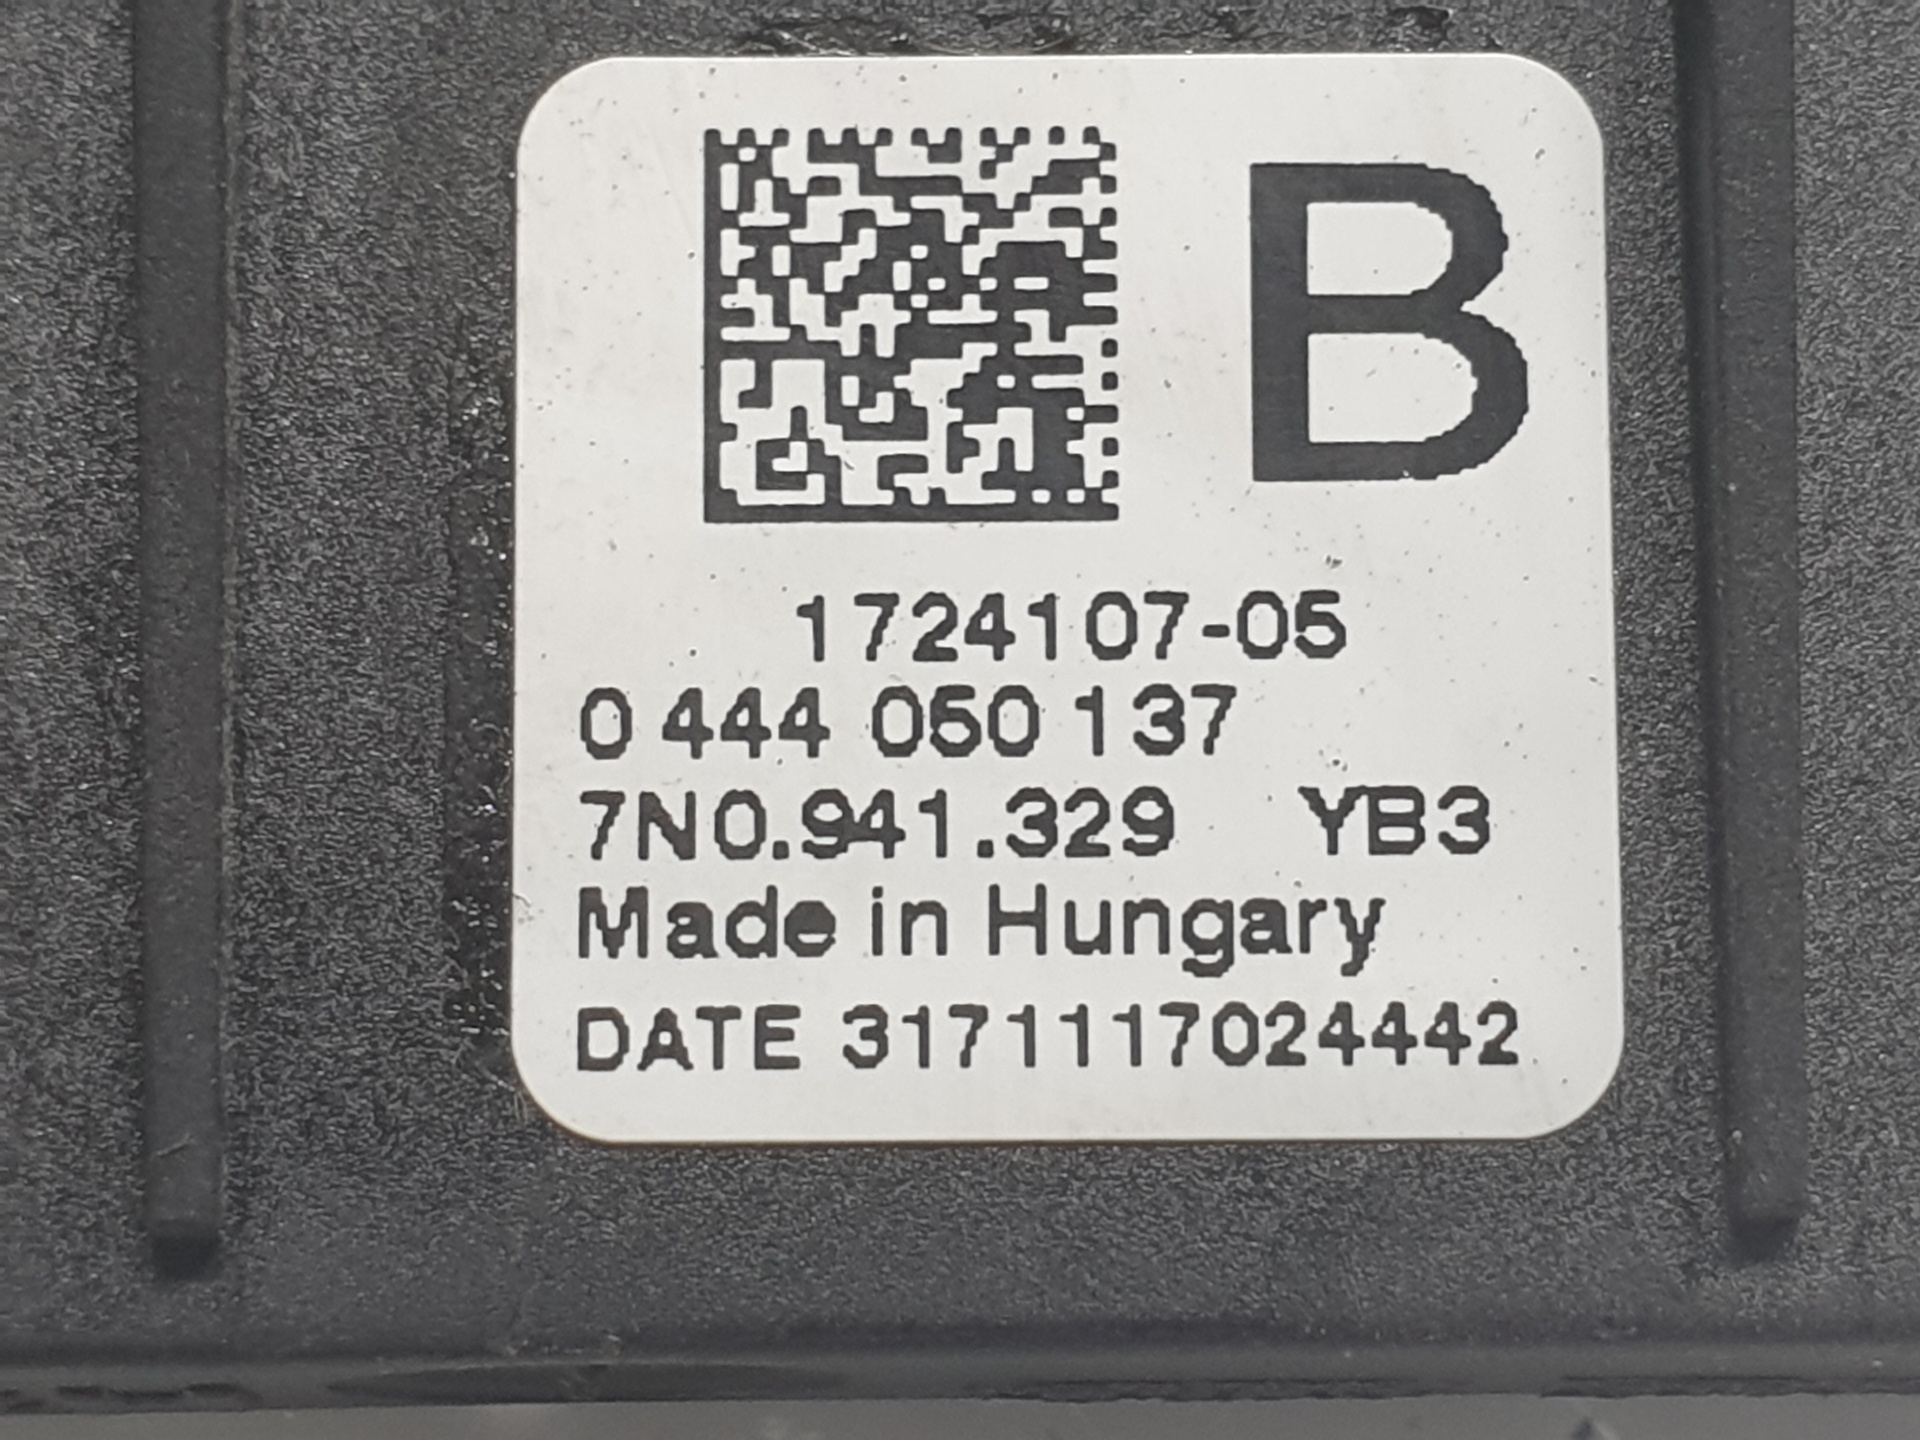 B
1724107-05
0 444 050 137
7N0.941.329 YB3
Made in Hungary
DATE 3171117024442